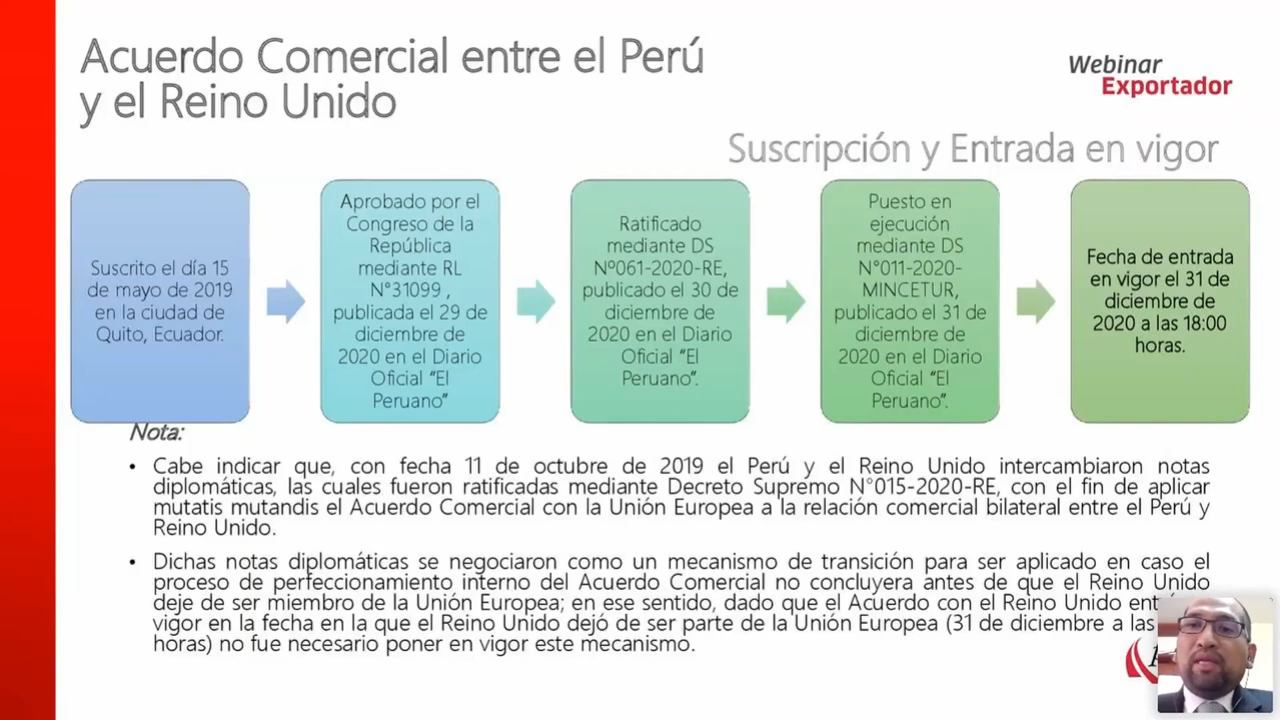 Acuerdo Comercial entre el Perú
y el Reino Unido
Webinar
Exportador
Suscripción y Entrada en vigor
Suscrito el día 15
de mayo de 2019
en la ciudad de
Quito, Ecuador.
Aprobado por el
Congreso de la
República
mediante RL
N°31099 ,
publicada el 29 de
diciembre de
2020 en el Diario
Oficial “El
Peruano”
Ratificado
mediante DS
Nº061-2020-RE,
publicado el 30 de
diciembre de
2020 en el Diario
Oficial “El
Peruano”.
Puesto en
ejecución
mediante DS
N°011-2020-
MINCETUR,
publicado el 31 de
diciembre de
2020 en el Diario
Oficial “El
Peruano”.
Fecha de entrada
en vigor el 31 de
diciembre de
2020 a las 18:00
horas.
Nota:
• Cabe indicar que, con fecha 11 de octubre de 2019 el Perú y el Reino Unido intercambiaron notas
diplomáticas, las cuales fueron ratificadas mediante Decreto Supremo N°015-2020-RE, con el fin de aplicar
mutatis mutandis el Acuerdo Comercial con la Unión Europea a la relación comercial bilateral entre el Perú y
Reino Unido.
• Dichas notas diplomáticas se negociaron como un mecanismo de transición para ser aplicado en caso el
proceso de perfeccionamiento interno del Acuerdo Comercial no concluyera antes de que el Reino Unido
deje de ser miembro de la Unión Europea; en ese sentido, dado que el Acuerdo con el Reino Unido
vigor en la fecha en la que el Reino Unido dejó de ser parte de la Unión Europea (31 de diciembre a las
horas) no fue necesario poner en vigor este mecanismo.